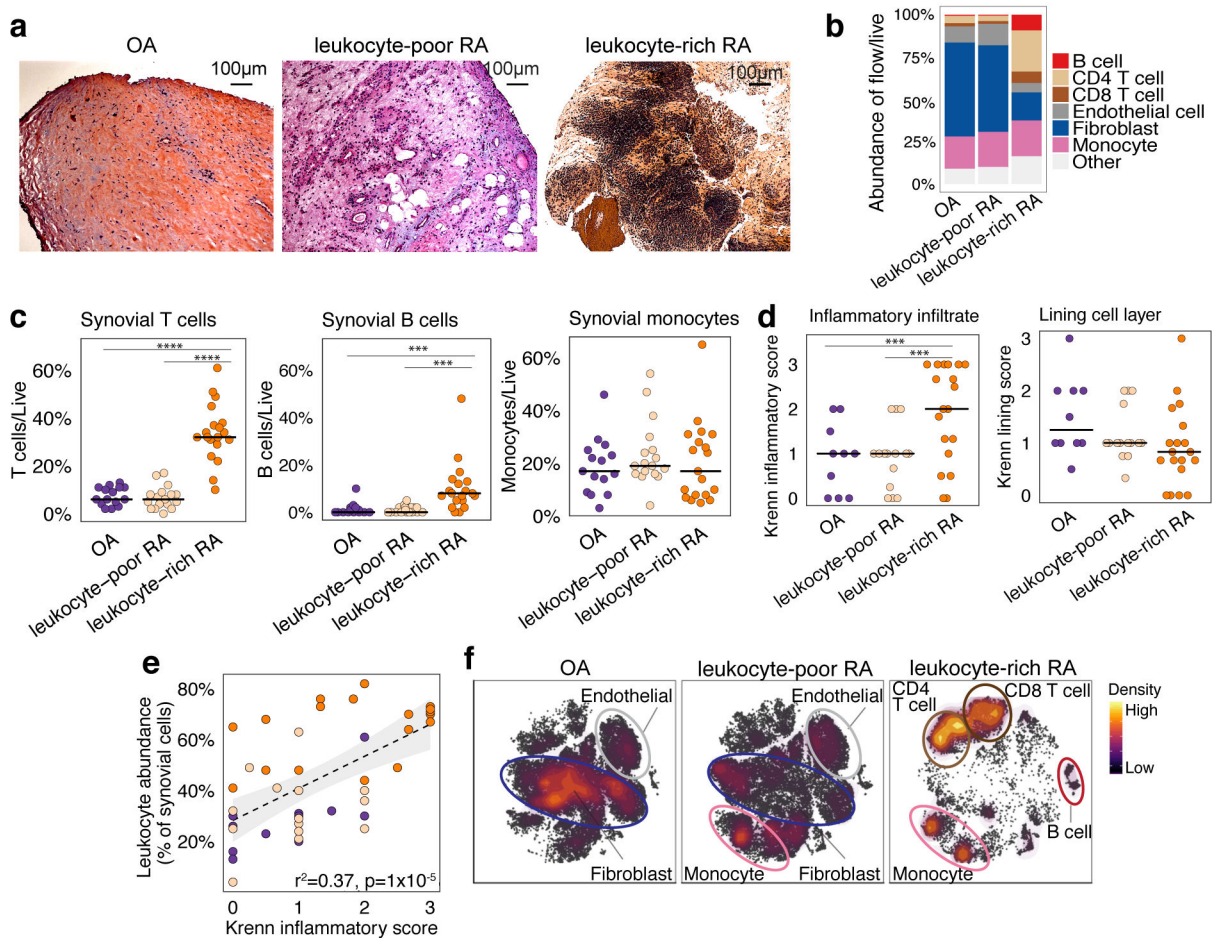 a
OA
leukocyte-poor RA
leukocyte-rich RA
100µm
100µm
100µm
b
Abundance of flow/live
100%
75%
50%
25%
0%
OA
leukocyte-poor RA
leukocyte-rich RA
B cell
CD4 T cell
CD8 T cell
Endothelial cell
Fibroblast
Monocyte
Other
c
Synovial T cells
T cells/Live
60%
40%
20%
0%
****
****
OA
leukocyte–poor RA
leukocyte–rich RA
Synovial B cells
B cells/Live
60%
40%
20%
0%
***
***
OA
leukocyte–poor RA
leukocyte–rich RA
Synovial monocytes
Monocytes/Live
60%
40%
20%
0%
OA
leukocyte–poor RA
leukocyte–rich RA
d
Inflammatory infiltrate
Krenn inflammatory score
3
2
1
0
***
***
OA
leukocyte–poor RA
leukocyte–rich RA
Lining cell layer
Krenn lining score
3
2
1
0
OA
leukocyte–poor RA
leukocyte–rich RA
e
Leukocyte abundance
(% of synovial cells)
80%
60%
40%
20%
r²=0.37, p=1x10⁻⁵
0 1 2 3
Krenn inflammatory score
f
OA
leukocyte-poor RA
leukocyte-rich RA
Endothelial
Fibroblast
Endothelial
Monocyte
Fibroblast
CD4
T cell
CD8 T cell
B cell
Monocyte
Density
High
Low